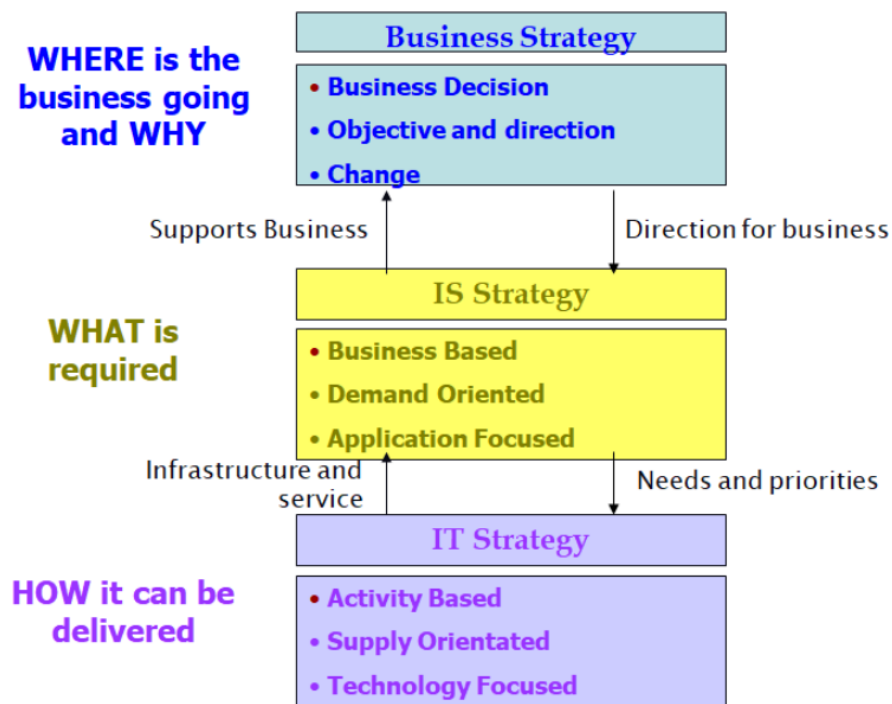 Business Strategy
WHERE is the
business going
and WHY
• Business Decision
• Objective and direction
• Change
Supports Business
Direction for business
IS Strategy
WHAT is
required
• Business Based
• Demand Oriented
• Application Focused
Infrastructure and
service
Needs and priorities
IT Strategy
HOW it can be
delivered
• Activity Based
• Supply Orientated
• Technology Focused